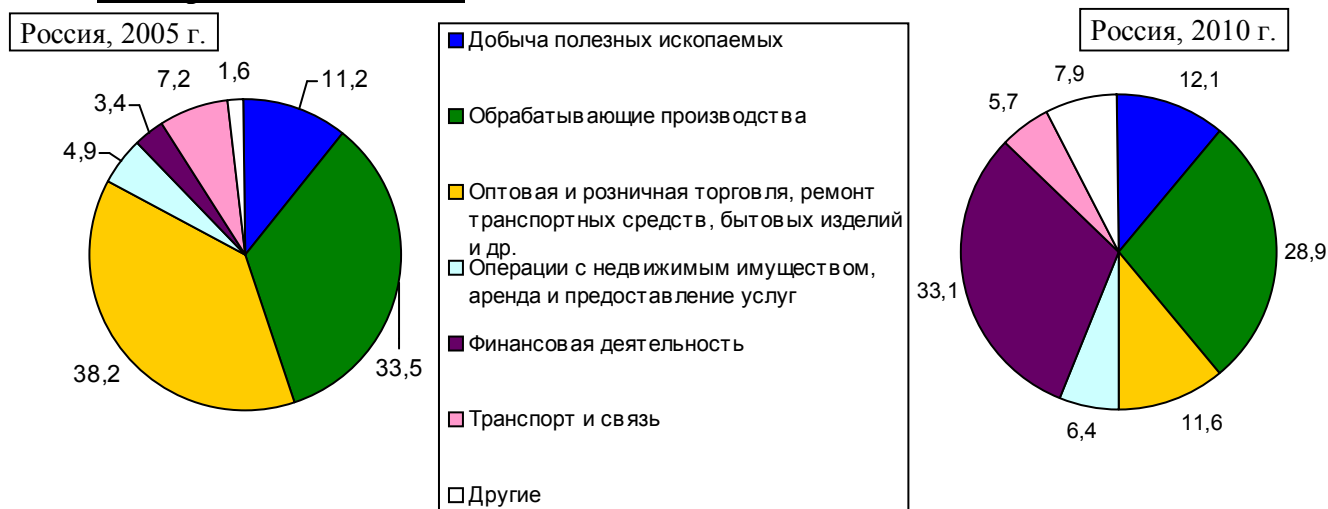 Россия, 2005 г.
1,6
7,2
3,4
4,9
11,2
38,2
33,5
Добыча полезных ископаемых
Обрабатывающие производства
Оптовая и розничная торговля, ремонт
транспортных средств, бытовых изделий
и др.
Операции с недвижимым имуществом,
аренда и предоставление услуг
Финансовая деятельность
Транспорт и связь
Другие
Россия, 2010 г.
7,9
12,1
5,7
28,9
33,1
11,6
6,4